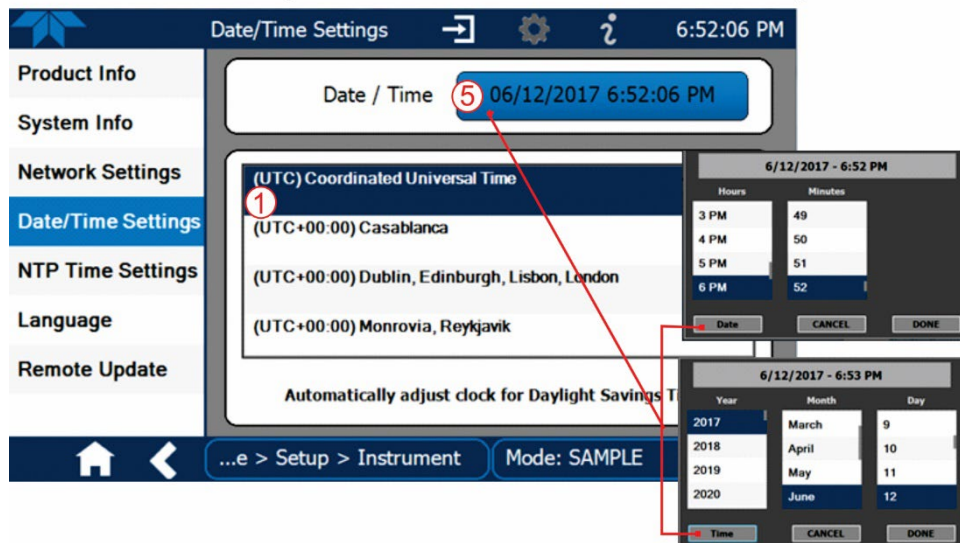 Date/Time Settings 6:52:06 PM
Product Info
System Info
Network Settings
Date/Time Settings
NTP Time Settings
Language
Remote Update
Date / Time 5 06/12/2017 6:52:06 PM
(UTC) Coordinated Universal Time
1
(UTC+00:00) Casablanca
(UTC+00:00) Dublin, Edinburgh, Lisbon, London
(UTC+00:00) Monrovia, Reykjavik
Automatically adjust clock for Daylight Savings
...e > Setup > Instrument Mode: SAMPLE
6/12/2017 - 6:52 PM
Hours Minutes
3 PM 49
4 PM 50
5 PM 51
6 PM 52
Date CANCEL DONE
6/12/2017 - 6:53 PM
Year Month Day
2017 March 9
2018 April 10
2019 May 11
2020 June 12
Time CANCEL DONE